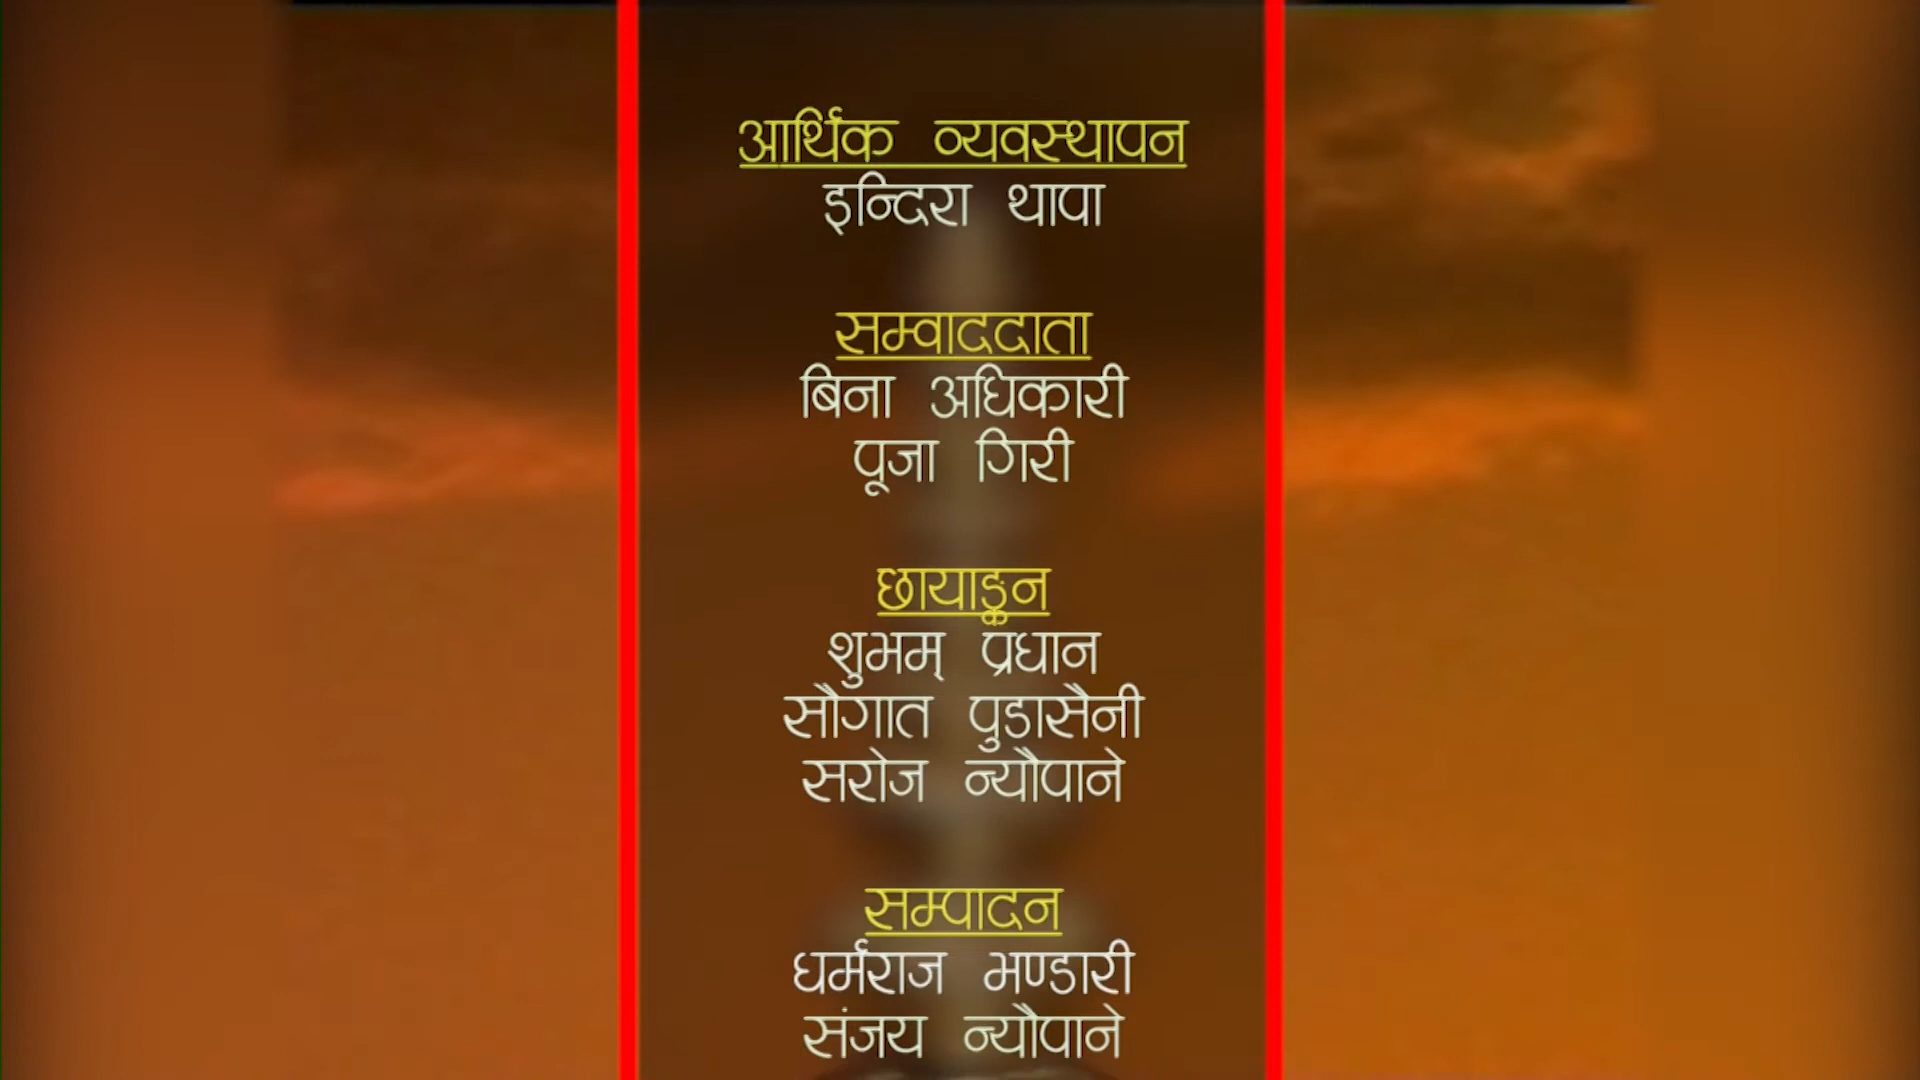 आर्थिक व्यवस्थापन
इन्दिरा थापा
सम्वाददाता
बिना अधिकारी
पूजा गिरी
छायाङ्कन
शुभम् प्रधान
सौगात पुडासैनी
सरोज न्यौपाने
सम्पादन
धर्मराज भण्डारी
संजय न्यौपाने